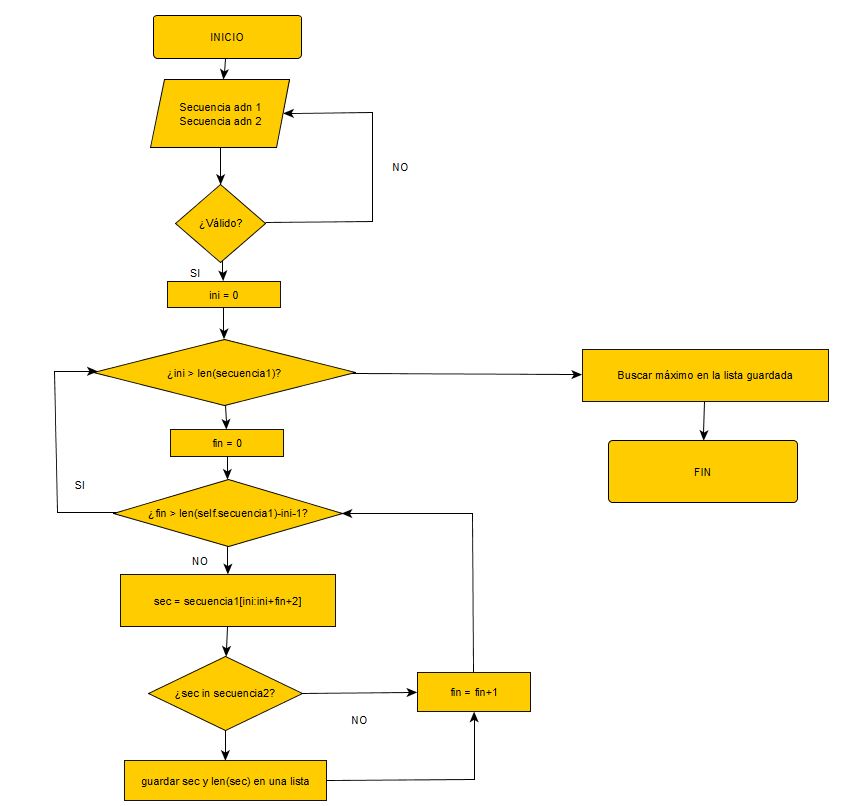 INICIO
Secuencia adn 1
Secuencia adn 2
NO
¿Válido?
SI
ini = 0
¿ini > len(secuencia1)?
Buscar máximo en la lista guardada
fin = 0
FIN
SI
¿fin > len(self.secuencia1)-ini-1?
NO
sec = secuencia1[ini:ini+fin+2]
¿sec in secuencia2?
fin = fin+1
NO
guardar sec y len(sec) en una lista